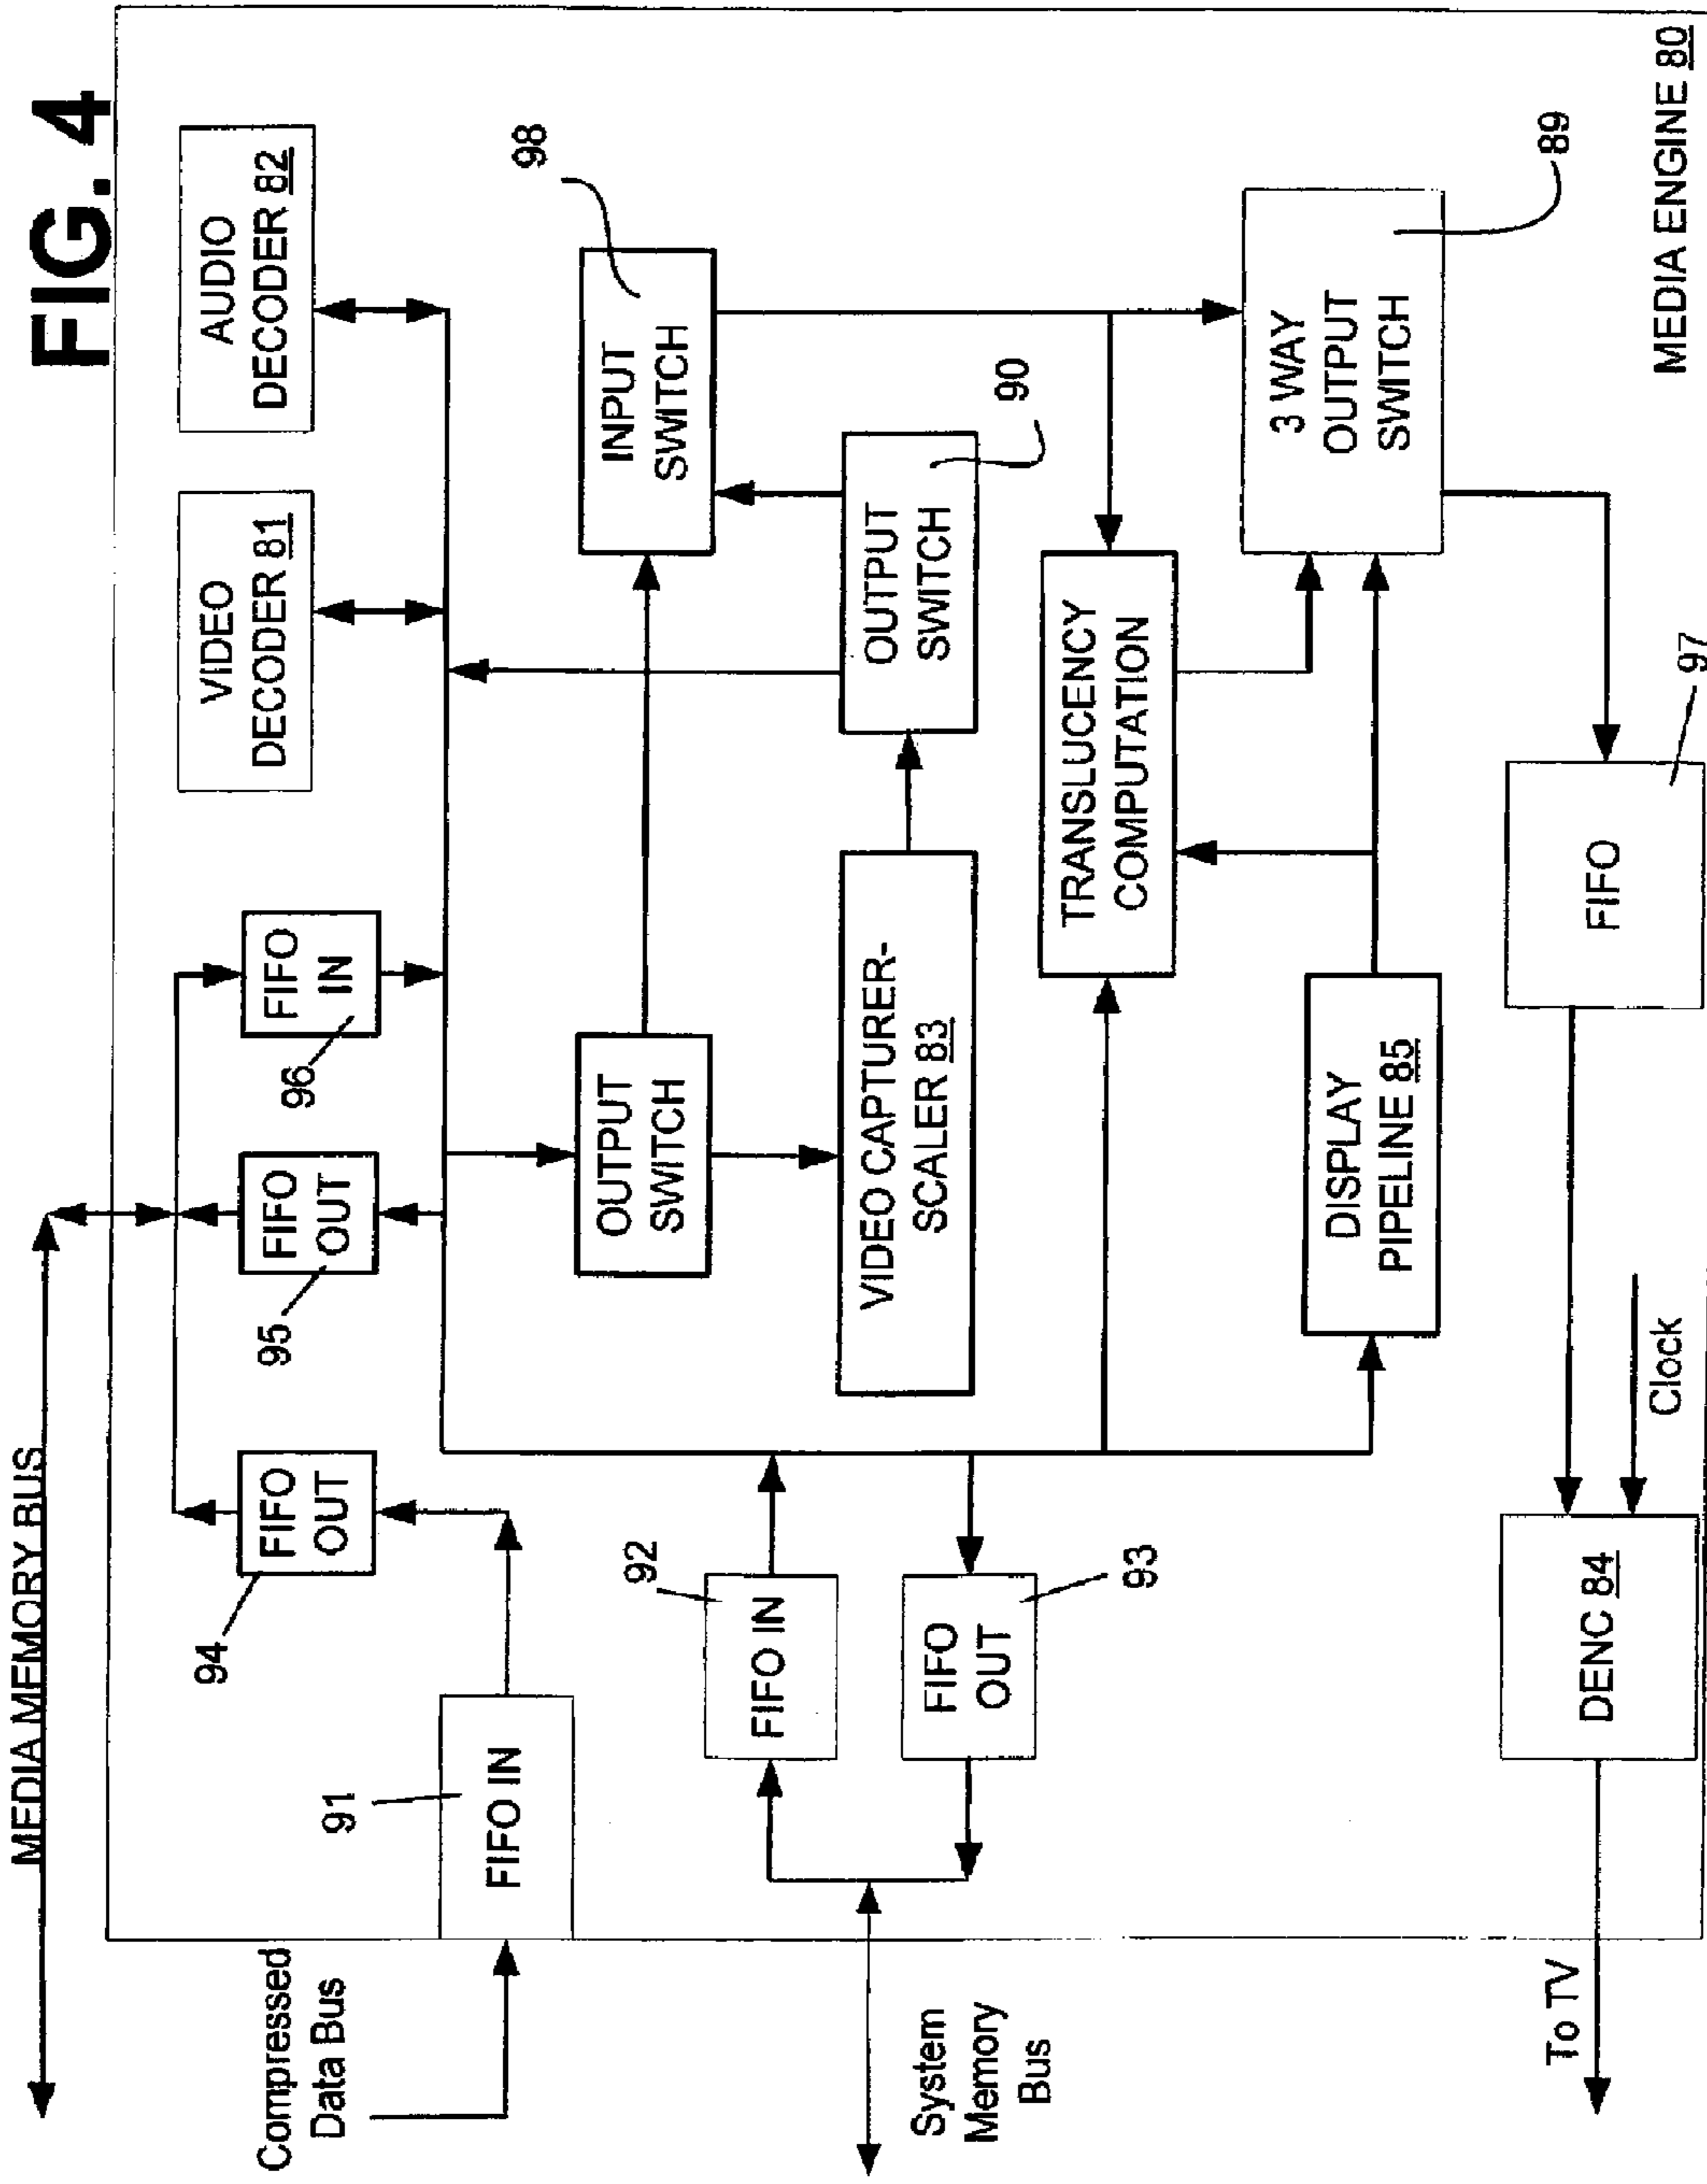 FIG. 4
MEDIA MEMORY BUS
AUDIO
DECODER 82
VIDEO
DECODER 81
FIFO
IN
96
FIFO
OUT
95
FIFO
OUT
94
FIFO IN
91
Compressed
Data Bus
98
INPUT
SWITCH
OUTPUT
SWITCH
90
OUTPUT
SWITCH
VIDEO CAPTURER-
SCALER 83
92
FIFO IN
FIFO
OUT
93
System
Memory
Bus
TRANSLUCENCY
COMPUTATION
3 WAY
OUTPUT
SWITCH
89
DISPLAY
PIPELINE 85
FIFO
97
Clock
DENC 84
To TV
MEDIA ENGINE 80